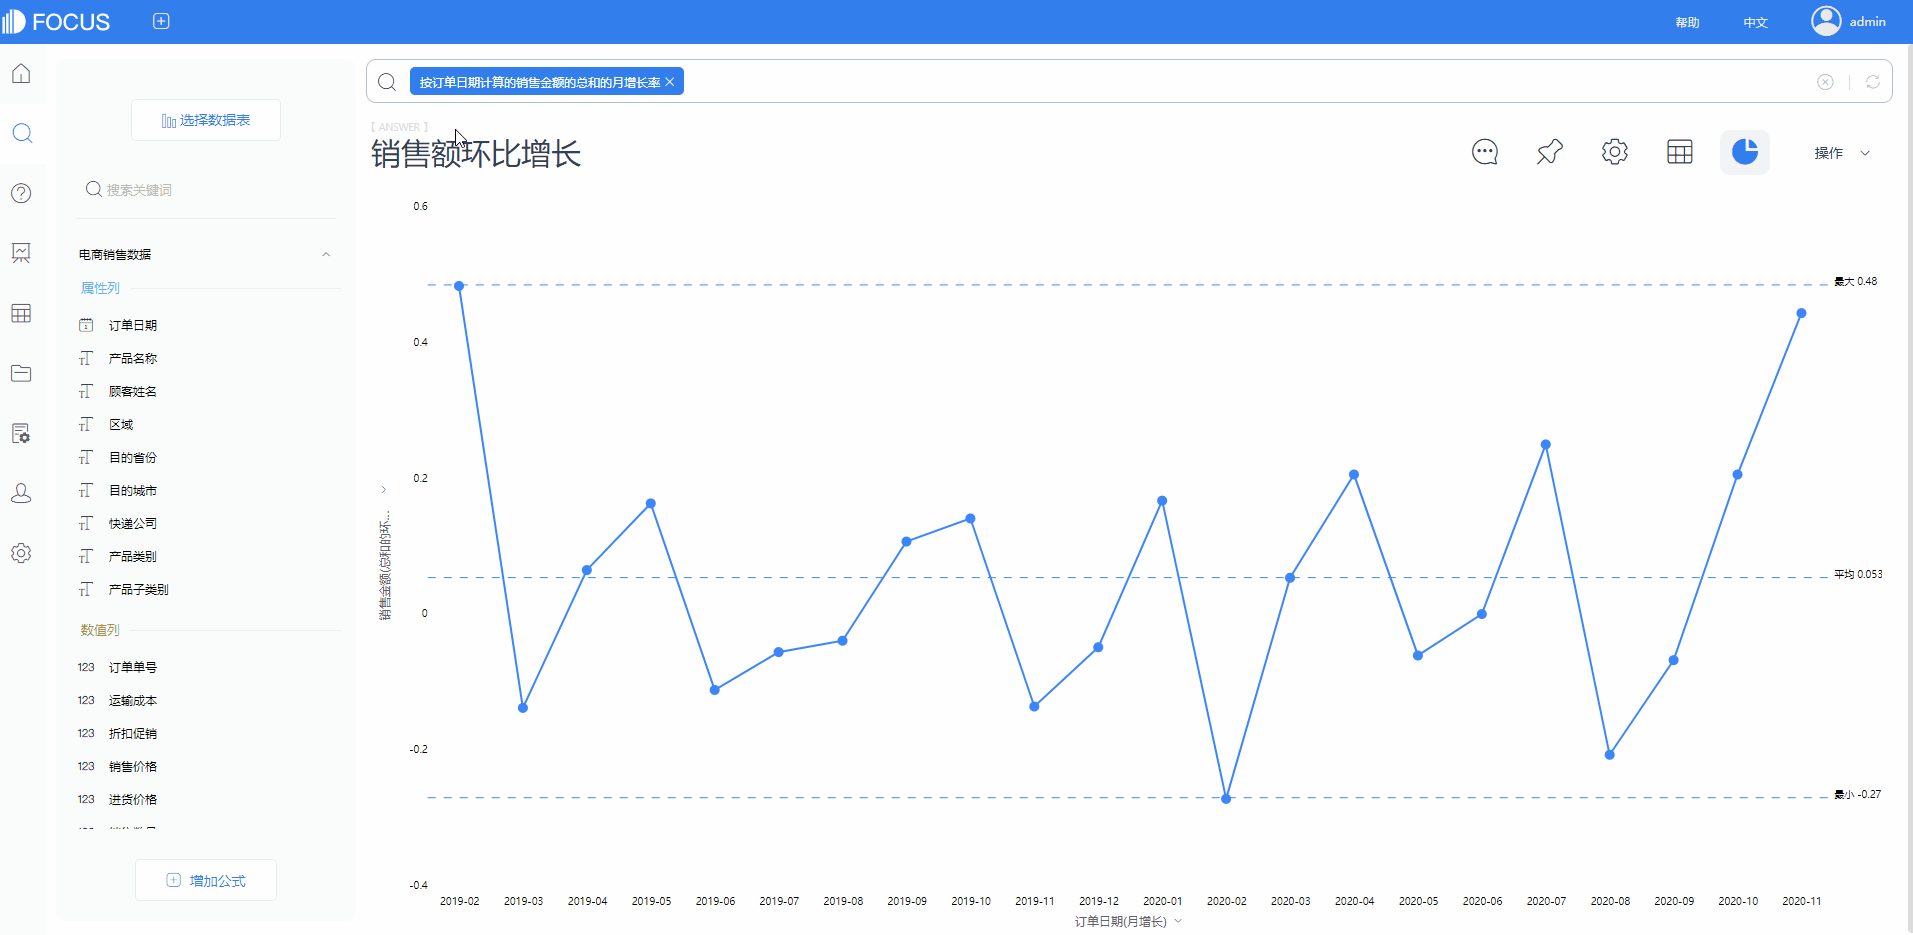 FOCUS
帮助
中文
admin
选择数据表
搜索关键词
电商销售数据
属性列
订单日期
产品名称
顾客姓名
区域
目的省份
目的城市
快递公司
产品类别
产品子类别
数值列
123 订单单号
123 运输成本
123 折扣促销
123 销售价格
123 进货价格
增加公式
按订单日期计算的销售金额的总和的月增长率
【 ANSWER 】
销售额环比增长
操作
0.6
0.4
0.2
0
-0.2
-0.4
销售金额(总和的环...
最大 0.48
平均 0.053
最小 -0.27
2019-02 2019-03 2019-04 2019-05 2019-06 2019-07 2019-08 2019-09 2019-10 2019-11 2019-12 2020-01 2020-02 2020-03 2020-04 2020-05 2020-06 2020-07 2020-08 2020-09 2020-10 2020-11
订单日期(月增长)